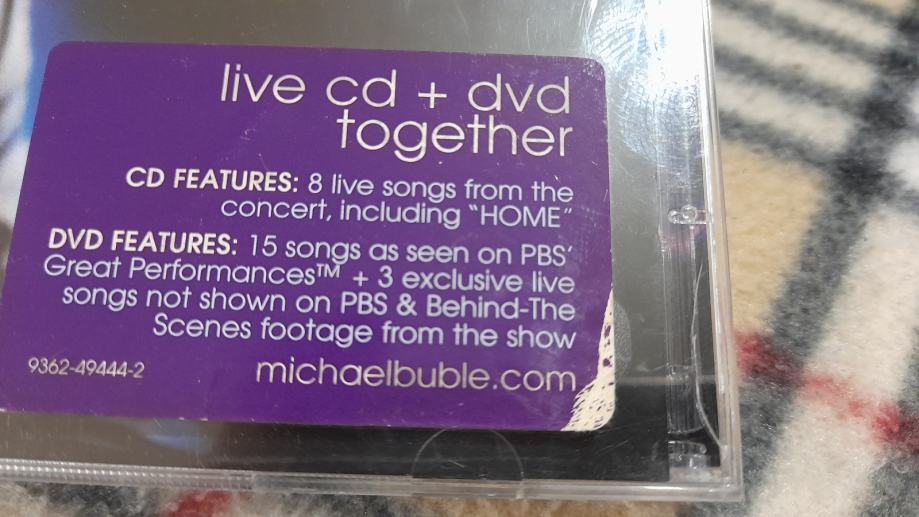 live cd + dvd
together
CD FEATURES: 8 live songs from the
concert, including “HOME”
DVD FEATURES: 15 songs as seen on PBS’
Great Performances™ + 3 exclusive live
songs not shown on PBS & Behind-The
Scenes footage from the show
9362-49444-2 michaelbuble.com